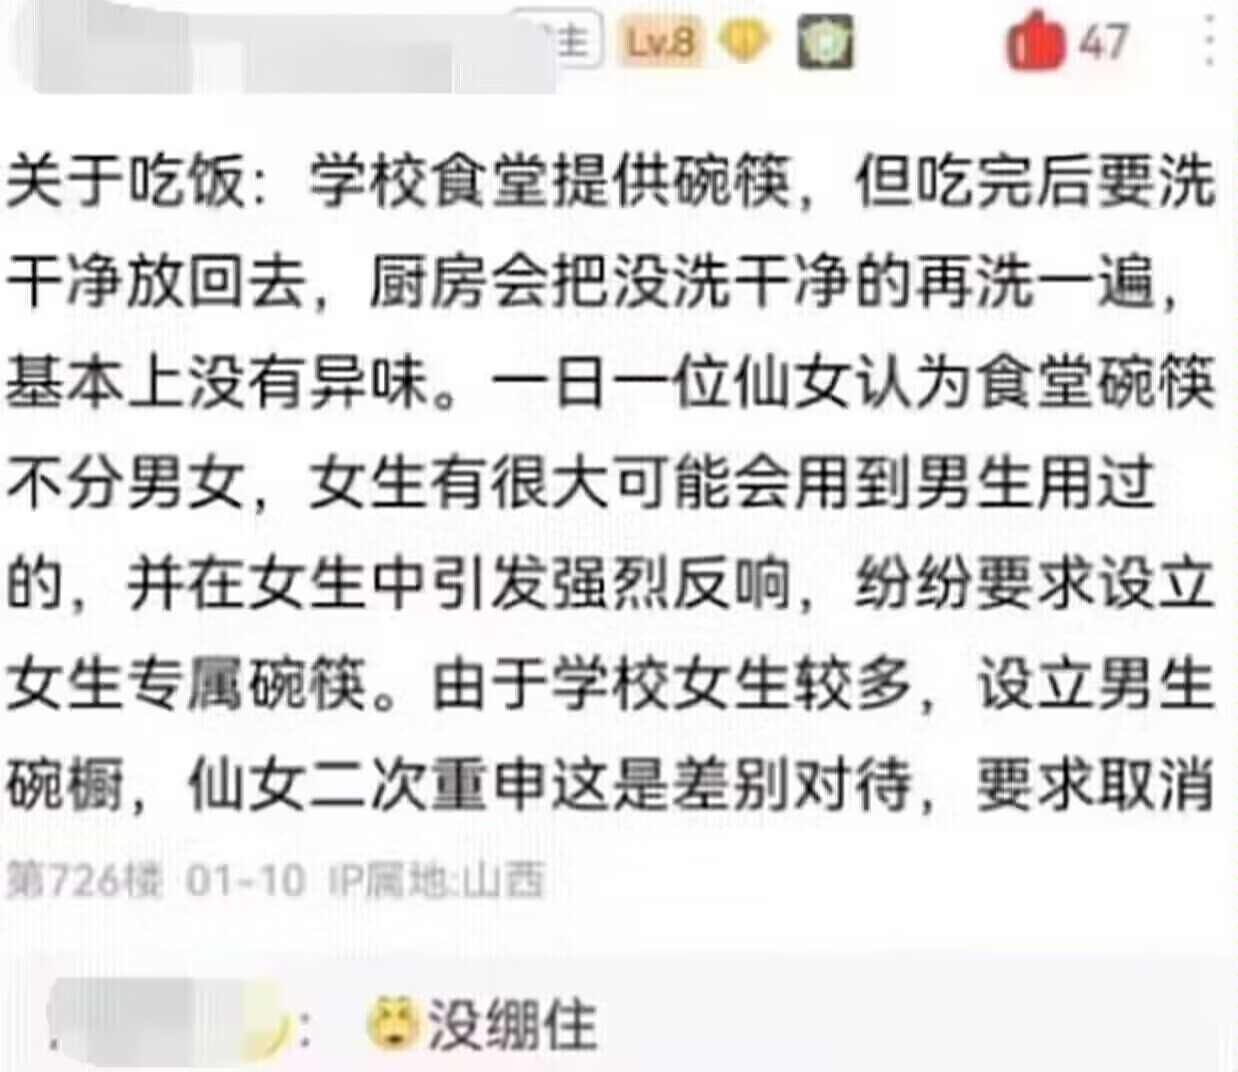 主 Lv.8 47
关于吃饭：学校食堂提供碗筷，但吃完后要洗
干净放回去，厨房会把没洗干净的再洗一遍，
基本上没有异味。一日一位仙女认为食堂碗筷
不分男女，女生有很大可能会用到男生用过
的，并在女生中引发强烈反响，纷纷要求设立
女生专属碗筷。由于学校女生较多，设立男生
碗橱，仙女二次重申这是差别对待，要求取消
第726楼 01-10 IP属地:山西
： 没绷住